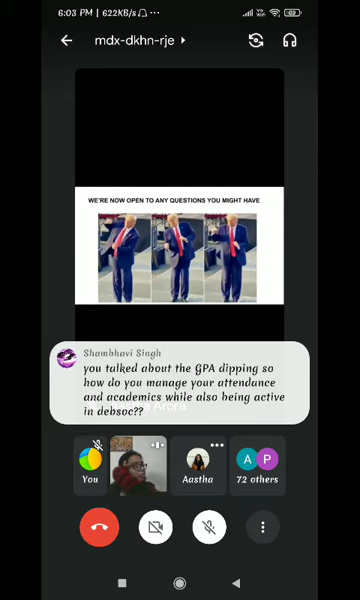 6:03 PM | 622KB/s
mdx-dkhn-rje
WE'RE NOW OPEN TO ANY QUESTIONS YOU MIGHT HAVE
Shambhavi Singh
you talked about the GPA dipping so
how do you manage your attendance
and academics while also being active
in debsoc??
Arora
You
Aastha
A P
72 others